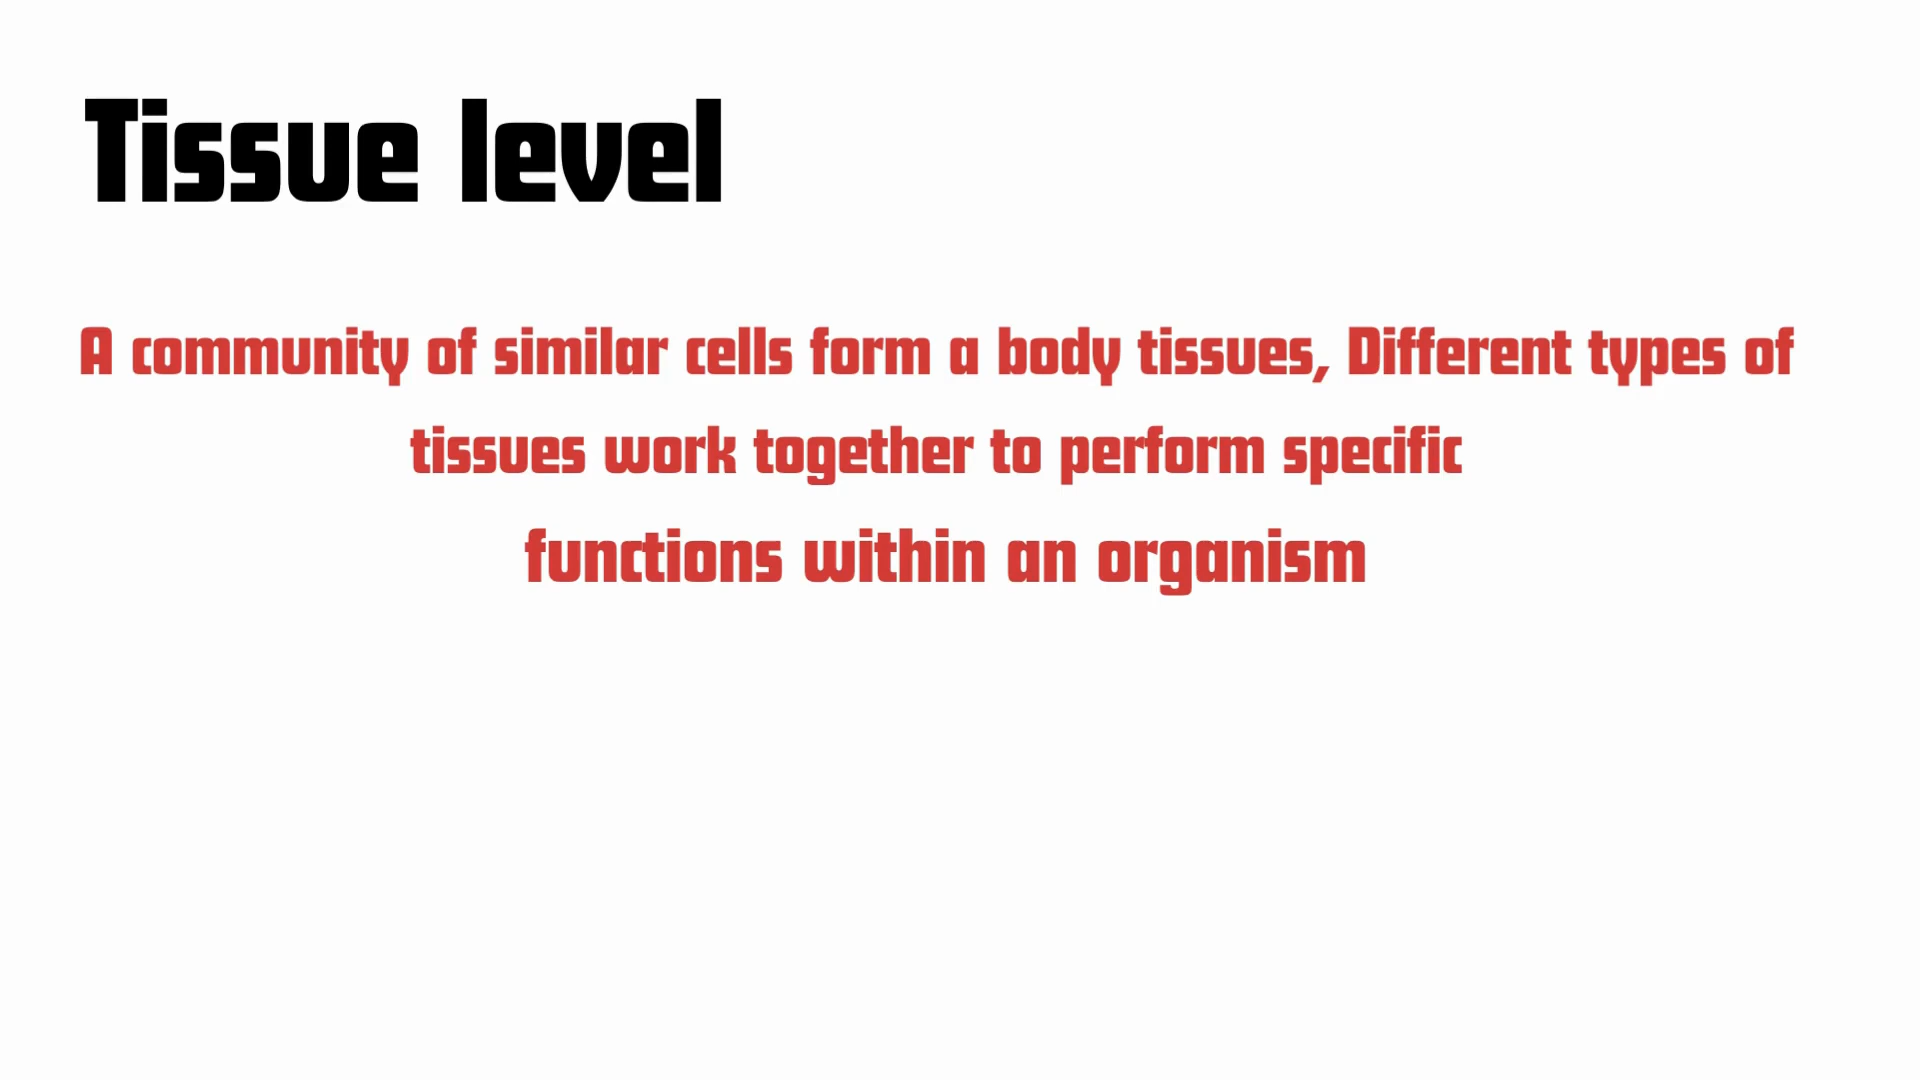 Tissue level
A community of similar cells form a body tissues, Different types of
tissues work together to perform specific
functions within an organism